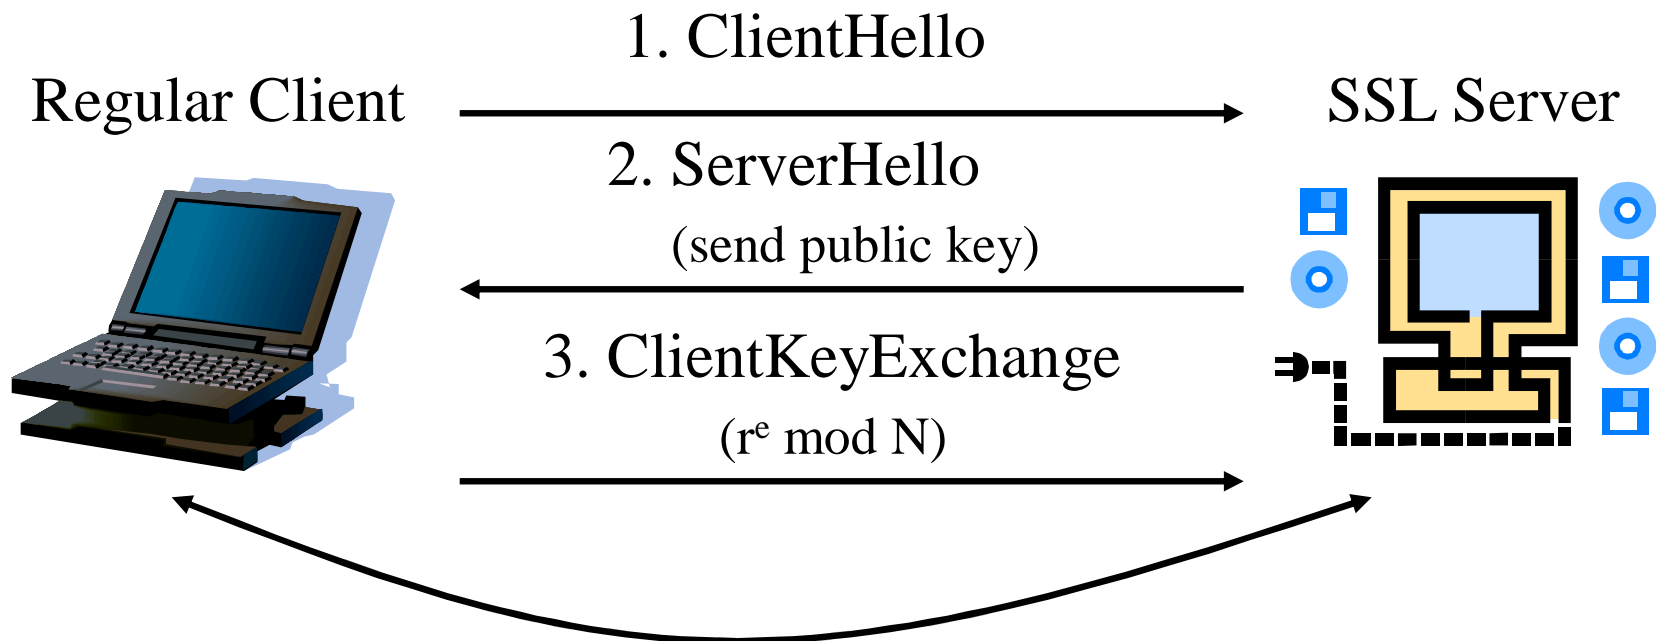 1. ClientHello
Regular Client
SSL Server
2. ServerHello
(send public key)
3. ClientKeyExchange
(rᵉ mod N)